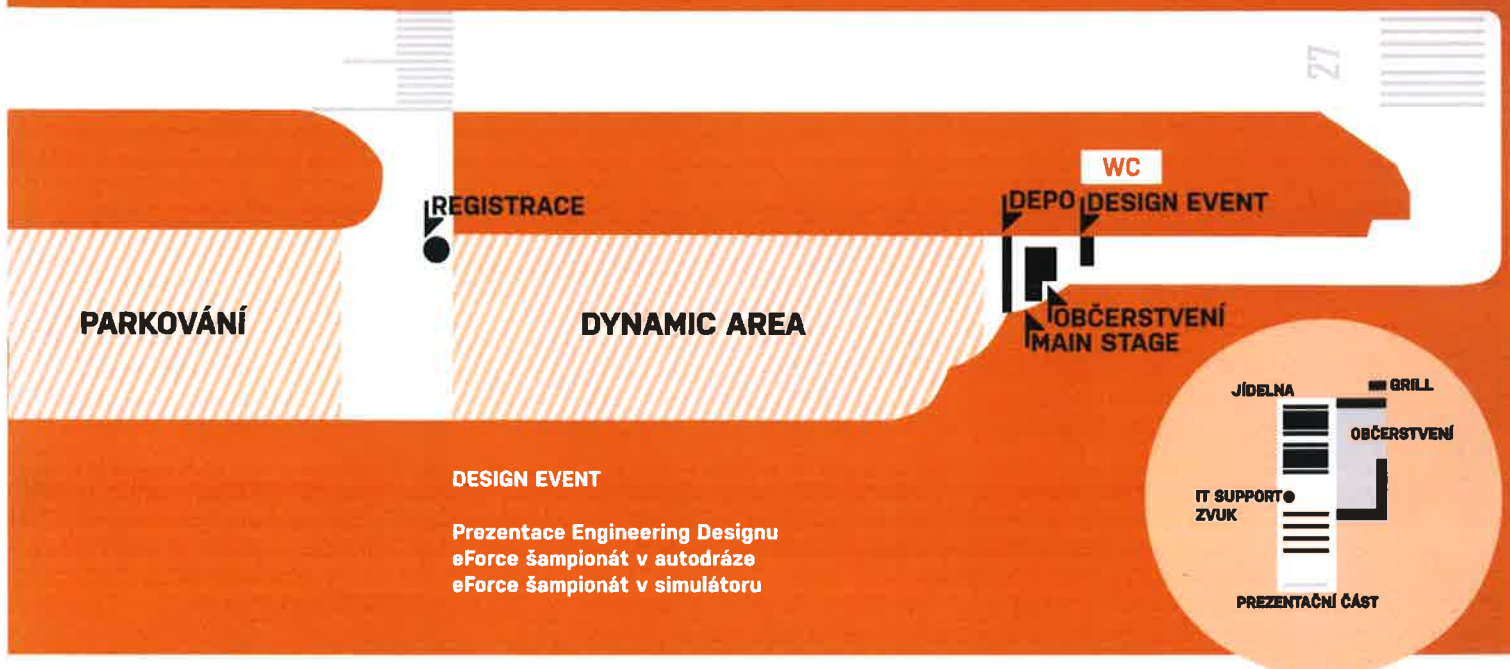 27
WC
REGISTRACE
DEPO
DESIGN EVENT
PARKOVÁNÍ
DYNAMIC AREA
OBČERSTVENÍ
MAIN STAGE
JÍDELNA
GRILL
OBČERSTVENÍ
IT SUPPORT
ZVUK
PREZENTAČNÍ ČÁST
DESIGN EVENT
Prezentace Engineering Designu
eForce šampionát v autodráze
eForce šampionát v simulátoru